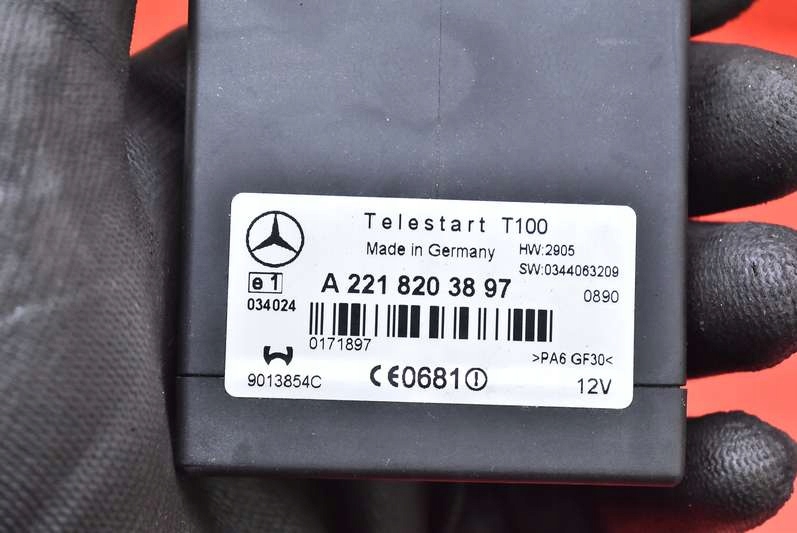 Telestart T100
Made in Germany HW:2905
SW:0344063209
e1 A 221 820 38 97 0890
034024
0171897 >PA6 GF30<
9013854C CE0681 12V